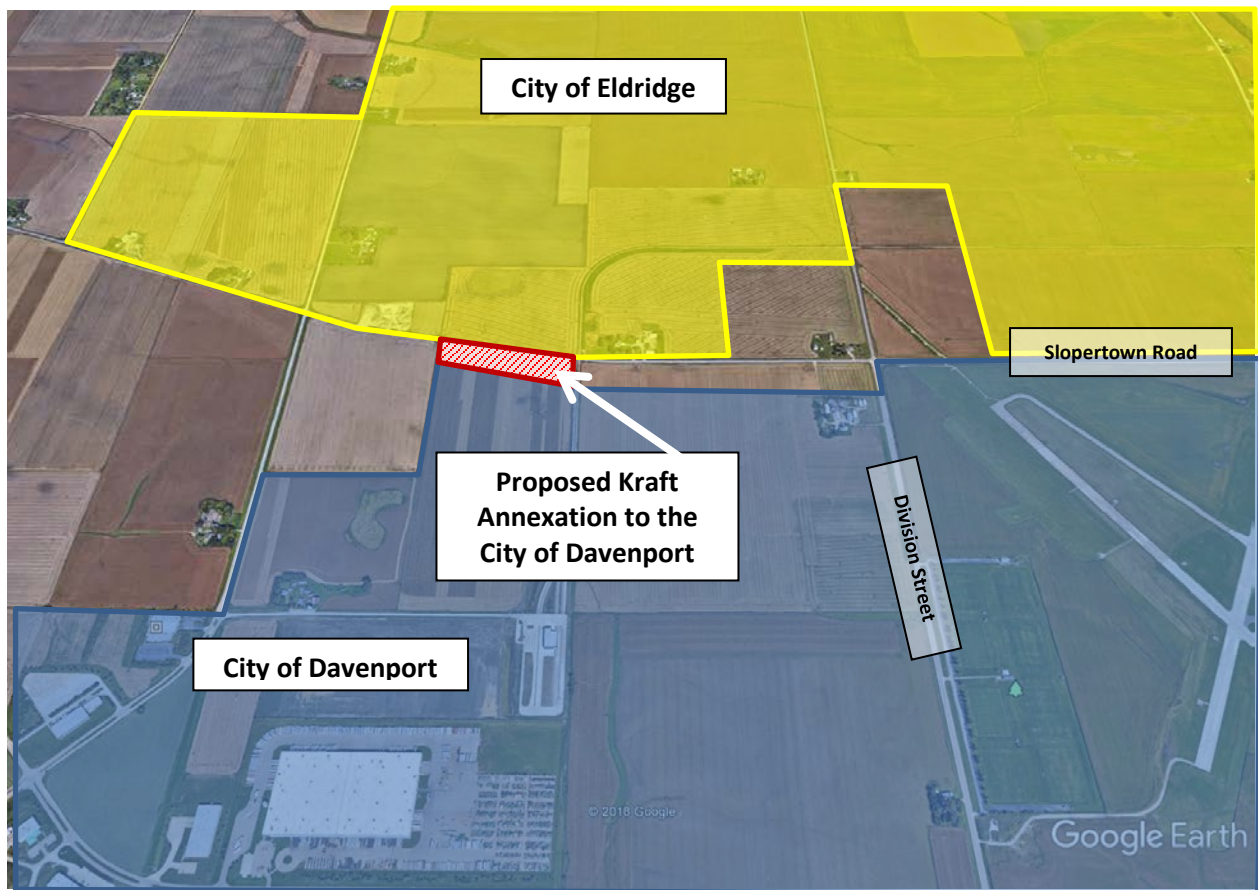 City of Eldridge
Slopertown Road
Proposed Kraft
Annexation to the
City of Davenport
Division Street
City of Davenport
© 2018 Google
Google Earth